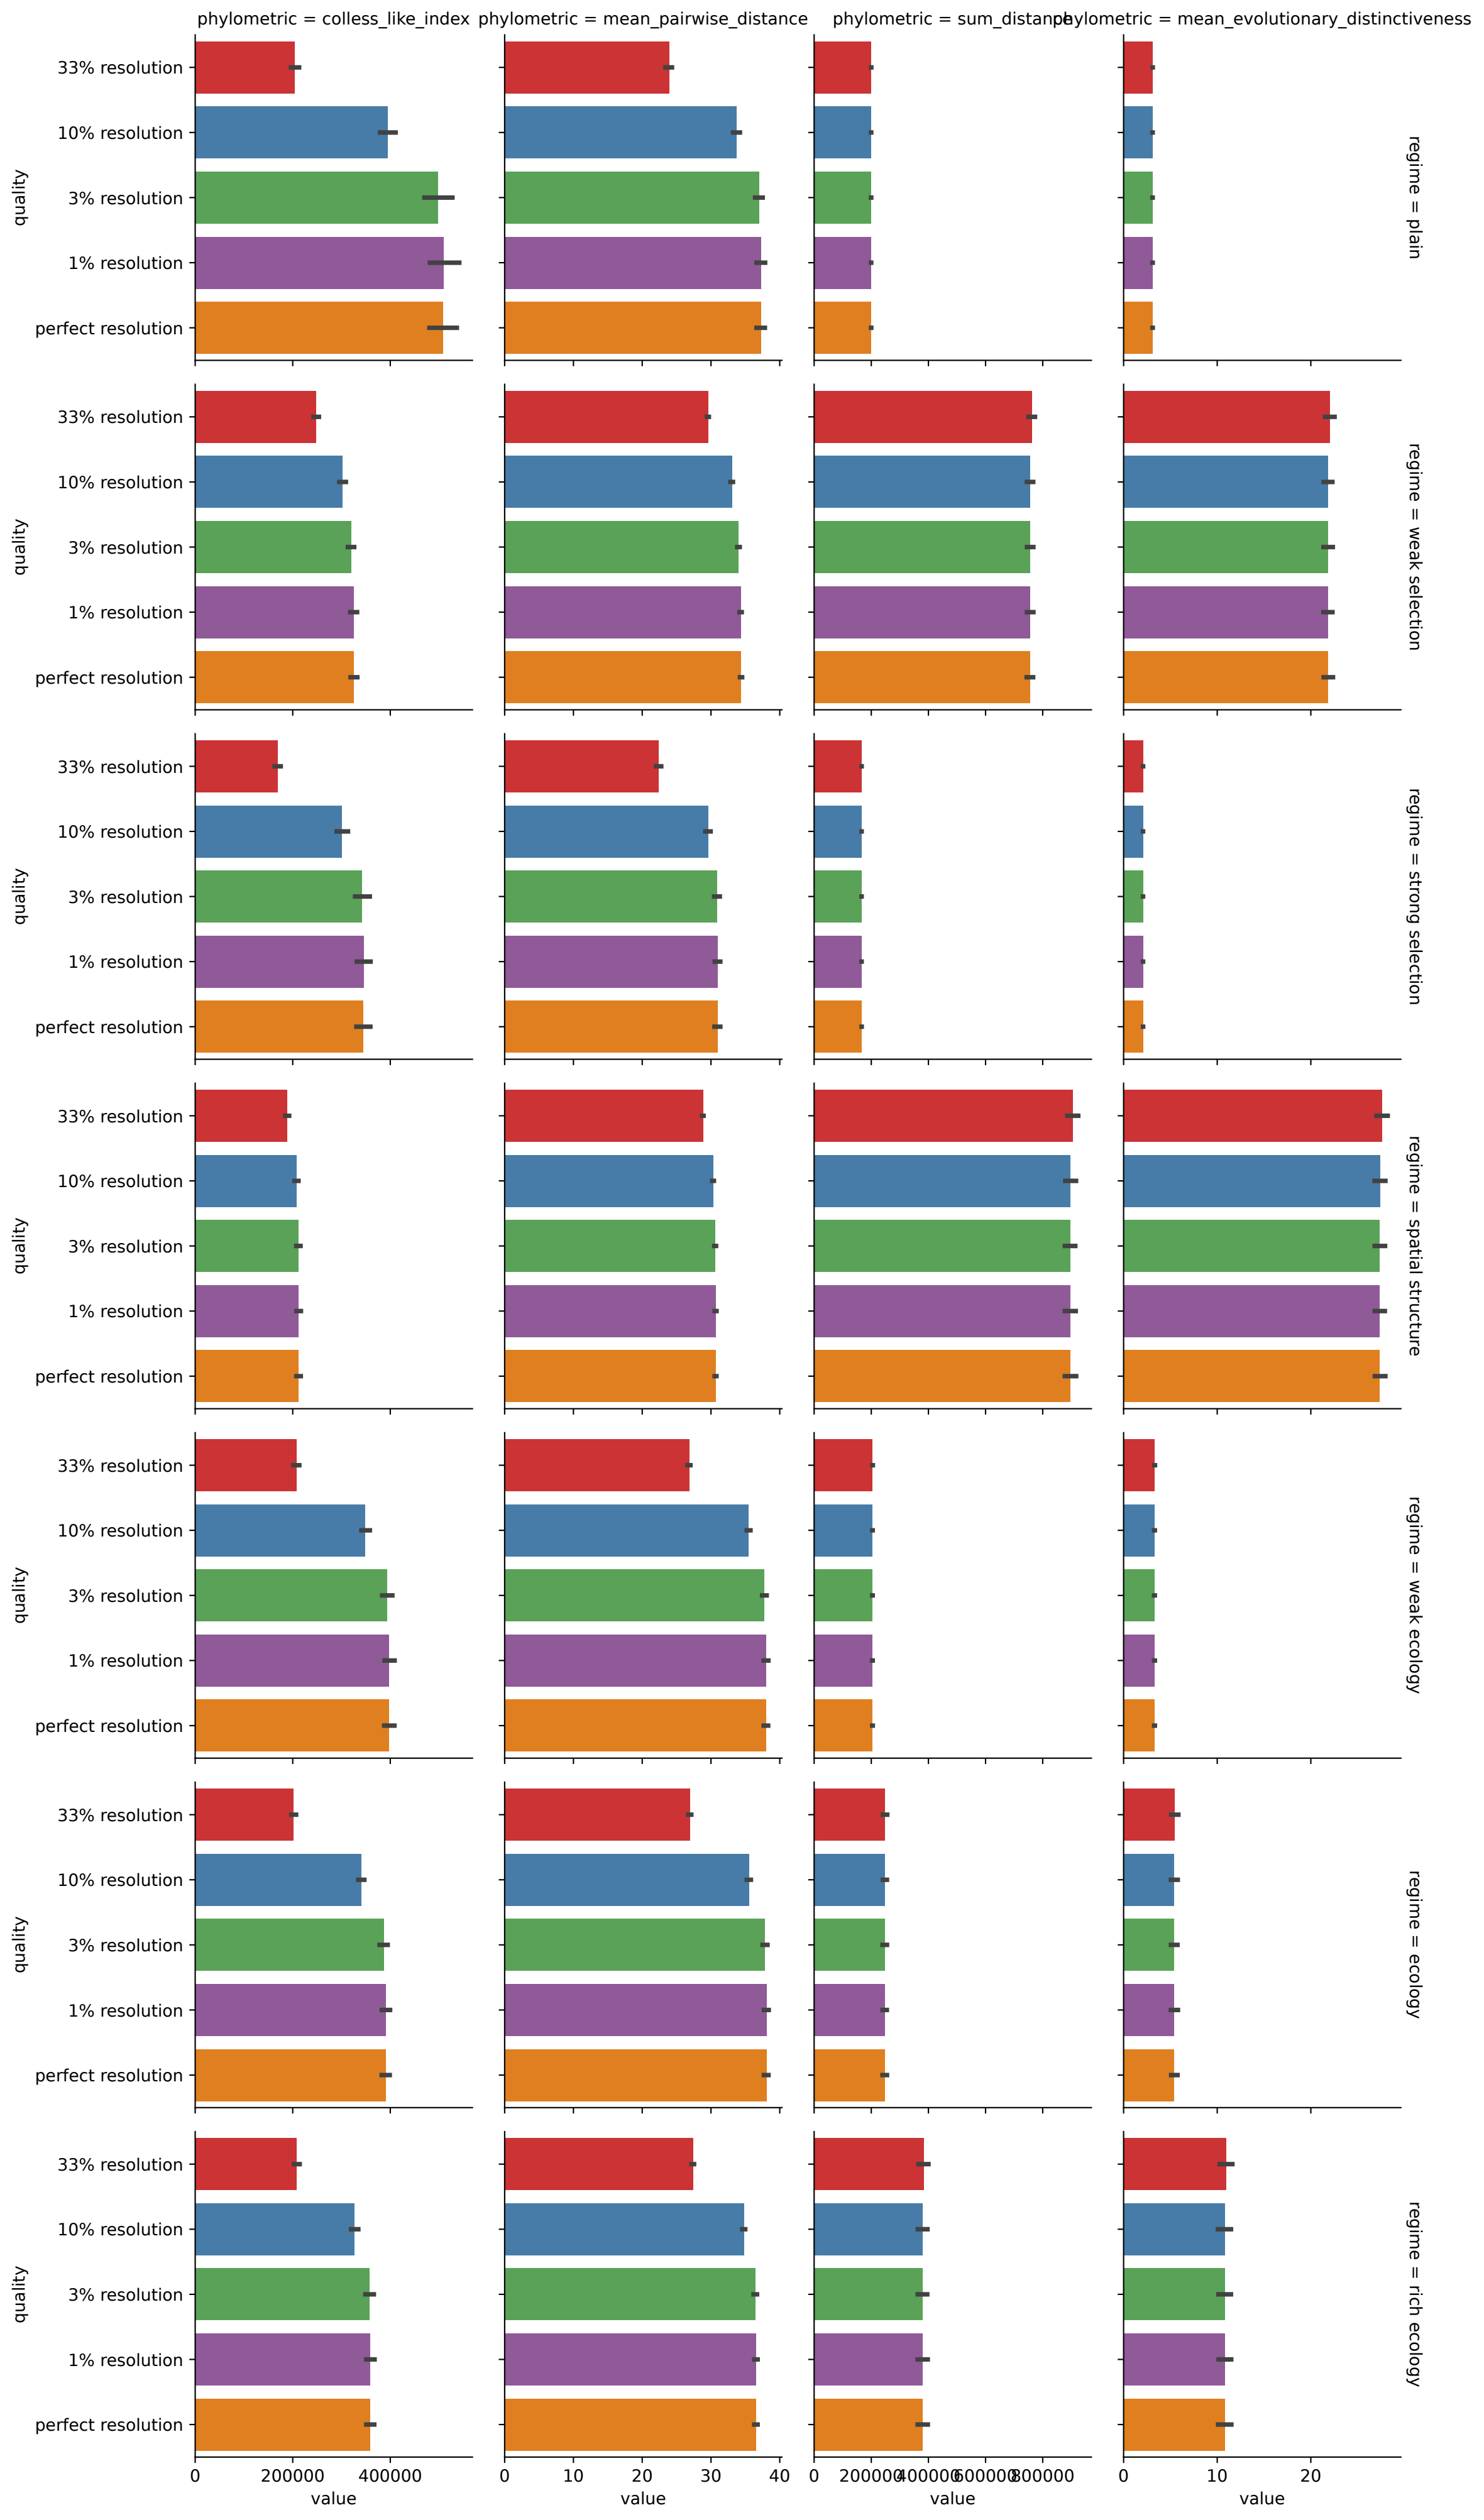 phylometric = colless_like_index
phylometric = mean_pairwise_distance
phylometric = sum_distance
phylometric = mean_evolutionary_distinctiveness
quality
33% resolution
10% resolution
3% resolution
1% resolution
perfect resolution
regime = plain
quality
33% resolution
10% resolution
3% resolution
1% resolution
perfect resolution
regime = weak selection
quality
33% resolution
10% resolution
3% resolution
1% resolution
perfect resolution
regime = strong selection
quality
33% resolution
10% resolution
3% resolution
1% resolution
perfect resolution
regime = spatial structure
quality
33% resolution
10% resolution
3% resolution
1% resolution
perfect resolution
regime = weak ecology
quality
33% resolution
10% resolution
3% resolution
1% resolution
perfect resolution
regime = ecology
quality
33% resolution
10% resolution
3% resolution
1% resolution
perfect resolution
regime = rich ecology
0 200000 400000
value
0 10 20 30 40
value
0 200000 400000 600000 800000
value
0 10 20
value